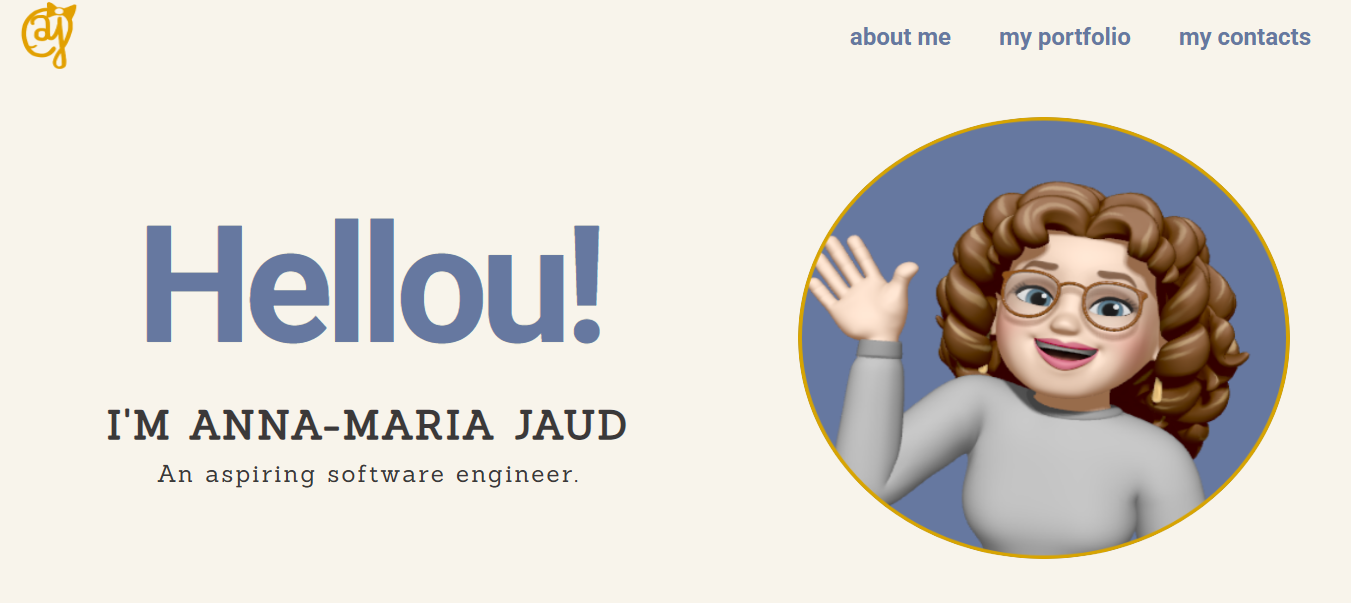 aj
about me my portfolio my contacts
Hellou!
I'M ANNA-MARIA JAUD
An aspiring software engineer.